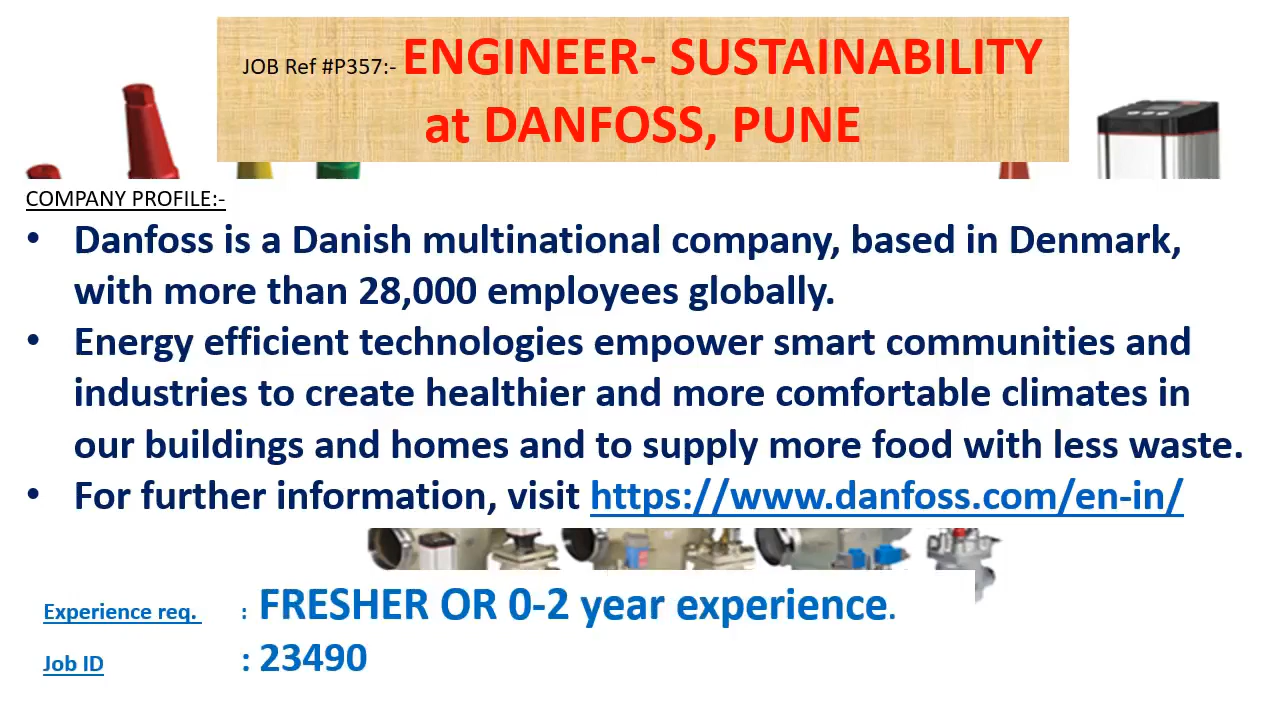 JOB Ref #P357:- ENGINEER- SUSTAINABILITY
at DANFOSS, PUNE
COMPANY PROFILE:-
• Danfoss is a Danish multinational company, based in Denmark,
with more than 28,000 employees globally.
• Energy efficient technologies empower smart communities and
industries to create healthier and more comfortable climates in
our buildings and homes and to supply more food with less waste.
• For further information, visit https://www.danfoss.com/en-in/
Experience req. : FRESHER OR 0-2 year experience.
Job ID : 23490